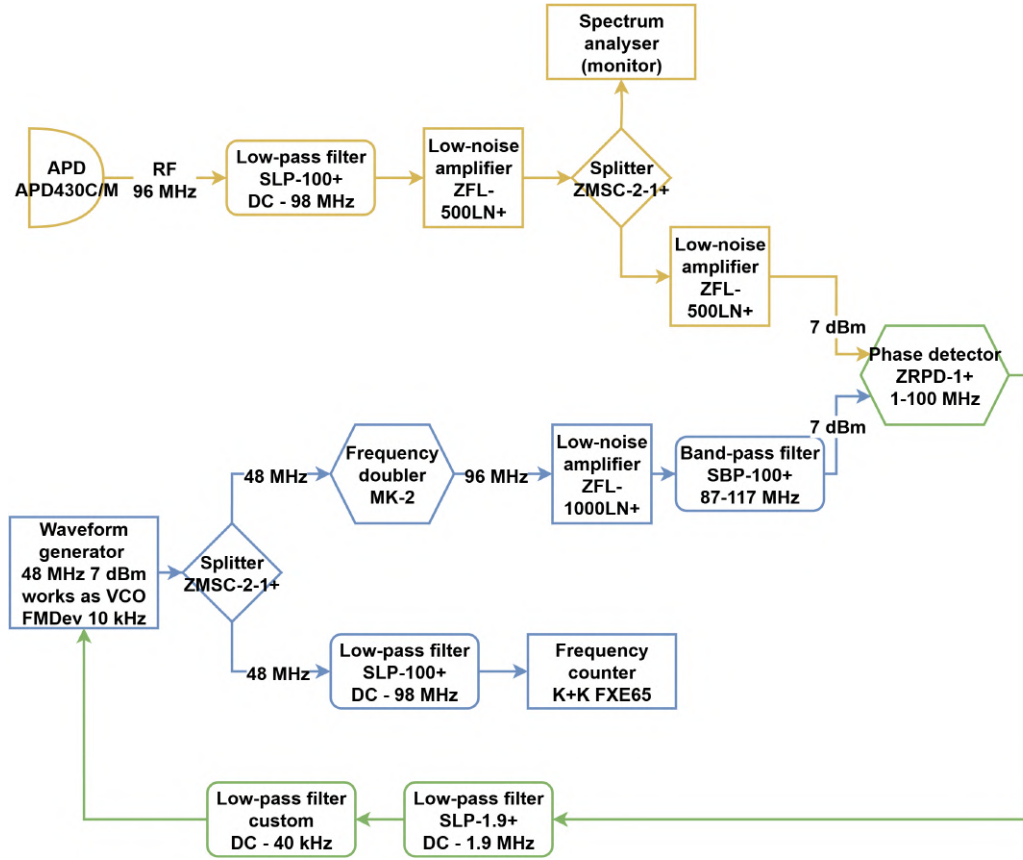 Spectrum
analyser
(monitor)
APD
APD430C/M
RF
96 MHz
Low-pass filter
SLP-100+
DC - 98 MHz
Low-noise
amplifier
ZFL-
500LN+
Splitter
ZMSC-2-1+
Low-noise
amplifier
ZFL-
500LN+
7 dBm
Phase detector
ZRPD-1+
1-100 MHz
7 dBm
48 MHz
Frequency
doubler
MK-2
96 MHz
Low-noise
amplifier
ZFL-
1000LN+
Band-pass filter
SBP-100+
87-117 MHz
Waveform
generator
48 MHz 7 dBm
works as VCO
FMDev 10 kHz
Splitter
ZMSC-2-1+
48 MHz
Low-pass filter
SLP-100+
DC - 98 MHz
Frequency
counter
K+K FXE65
Low-pass filter
custom
DC - 40 kHz
Low-pass filter
SLP-1.9+
DC - 1.9 MHz